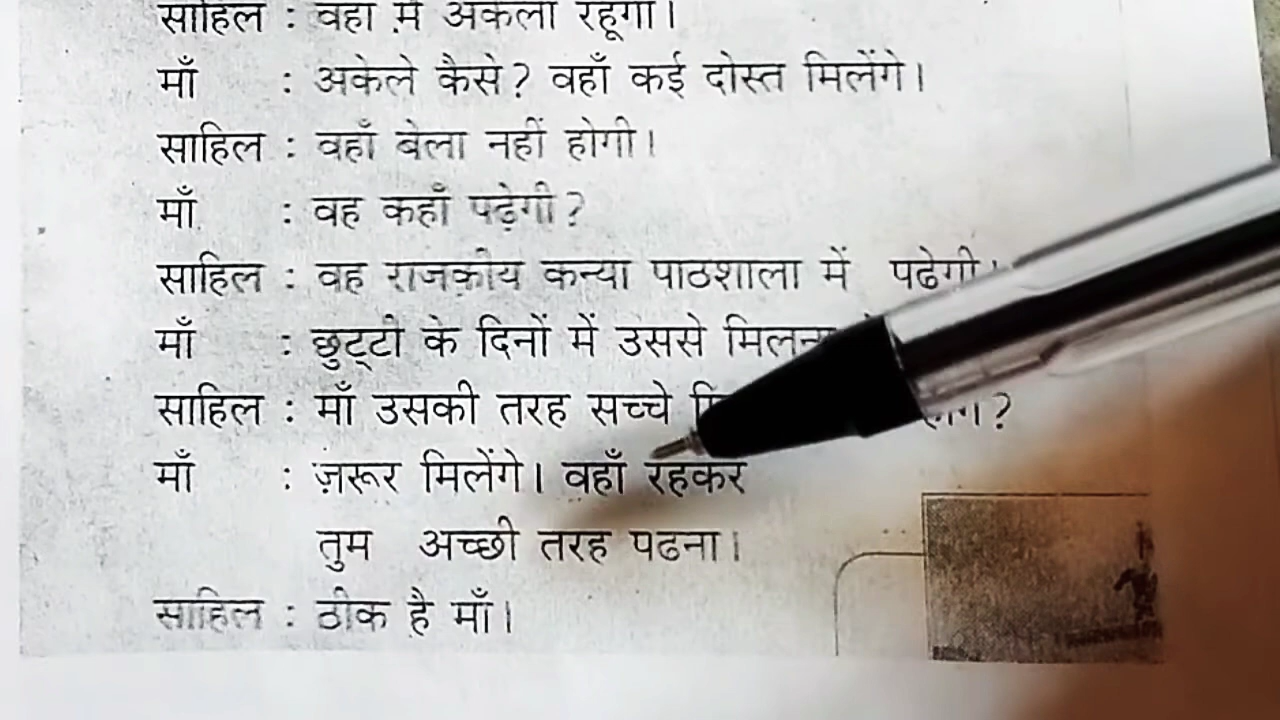 साहिल : वहाँ मैं अकेला रहूँगा।
माँ : अकेले कैसे? वहाँ कई दोस्त मिलेंगे।
साहिल : वहाँ बेला नहीं होगी।
माँ : वह कहाँ पढ़ेगी?
साहिल : वह राजकीय कन्या पाठशाला में पढेगी।
माँ : छुट्टी के दिनों में उससे
साहिल : माँ उसकी तरह सच्चे
माँ : ज़रूर मिलेंगे। वहाँ रहकर
तुम अच्छी तरह पढना।
साहिल : ठीक है माँ।